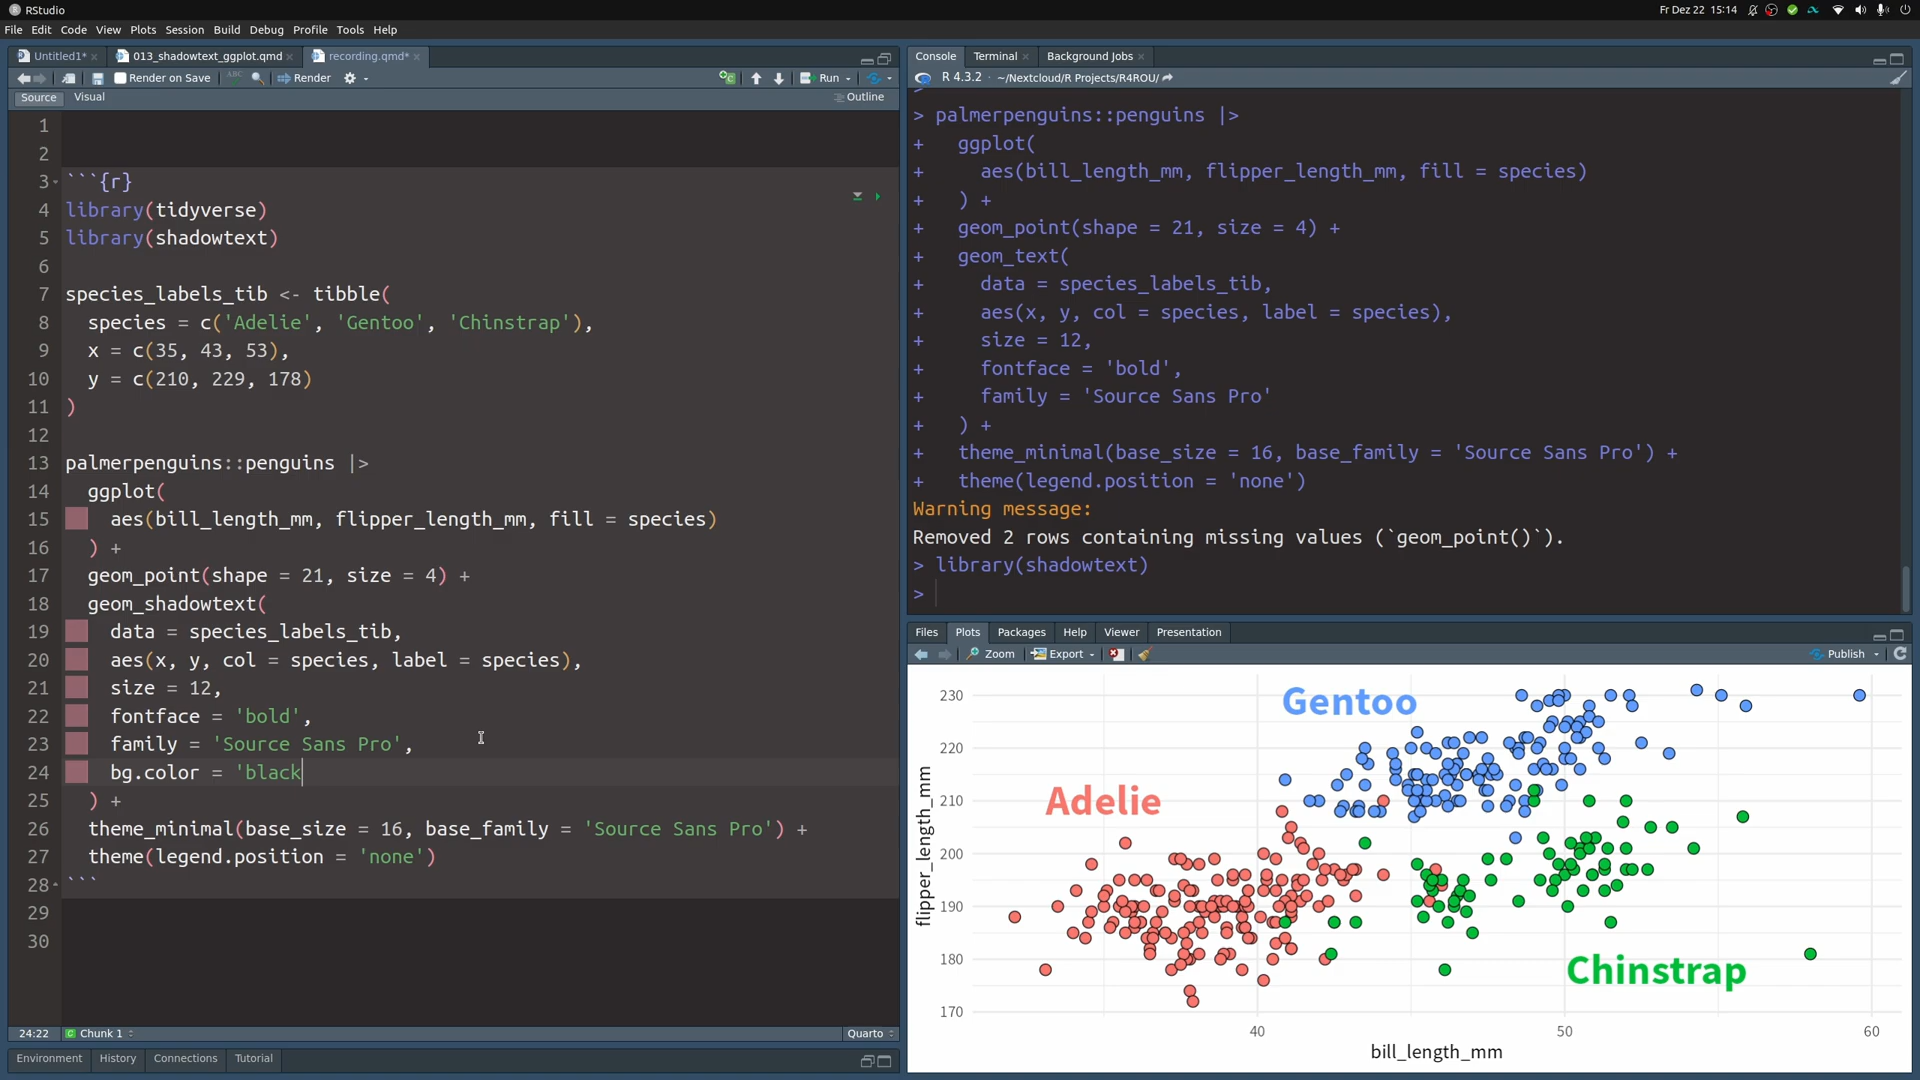 RStudio
Fr Dez 22 15:14
File Edit Code View Plots Session Build Debug Profile Tools Help
Untitled1* × 013_shadowtext_ggplot.qmd × recording.qmd* ×
Render on Save ABC Render Run
Source Visual Outline
1
2
3 ```{r}
4 library(tidyverse)
5 library(shadowtext)
6
7 species_labels_tib <- tibble(
8 species = c('Adelie', 'Gentoo', 'Chinstrap'),
9 x = c(35, 43, 53),
10 y = c(210, 229, 178)
11 )
12
13 palmerpenguins::penguins |>
14 ggplot(
15 aes(bill_length_mm, flipper_length_mm, fill = species)
16 ) +
17 geom_point(shape = 21, size = 4) +
18 geom_shadowtext(
19 data = species_labels_tib,
20 aes(x, y, col = species, label = species),
21 size = 12,
22 fontface = 'bold',
23 family = 'Source Sans Pro',
24 bg.color = 'black
25 ) +
26 theme_minimal(base_size = 16, base_family = 'Source Sans Pro') +
27 theme(legend.position = 'none')
28 ```
29
30
24:22 C Chunk 1 Quarto
Environment History Connections Tutorial
Console Terminal × Background Jobs ×
R 4.3.2 · ~/Nextcloud/R Projects/R4ROU/
>
> palmerpenguins::penguins |>
+ ggplot(
+ aes(bill_length_mm, flipper_length_mm, fill = species)
+ ) +
+ geom_point(shape = 21, size = 4) +
+ geom_text(
+ data = species_labels_tib,
+ aes(x, y, col = species, label = species),
+ size = 12,
+ fontface = 'bold',
+ family = 'Source Sans Pro'
+ ) +
+ theme_minimal(base_size = 16, base_family = 'Source Sans Pro') +
+ theme(legend.position = 'none')
Warning message:
Removed 2 rows containing missing values (`geom_point()`).
> library(shadowtext)
>
Files Plots Packages Help Viewer Presentation
Zoom Export Publish
230
220
210
200
190
180
170
flipper_length_mm
Gentoo
Adelie
Chinstrap
40 50 60
bill_length_mm